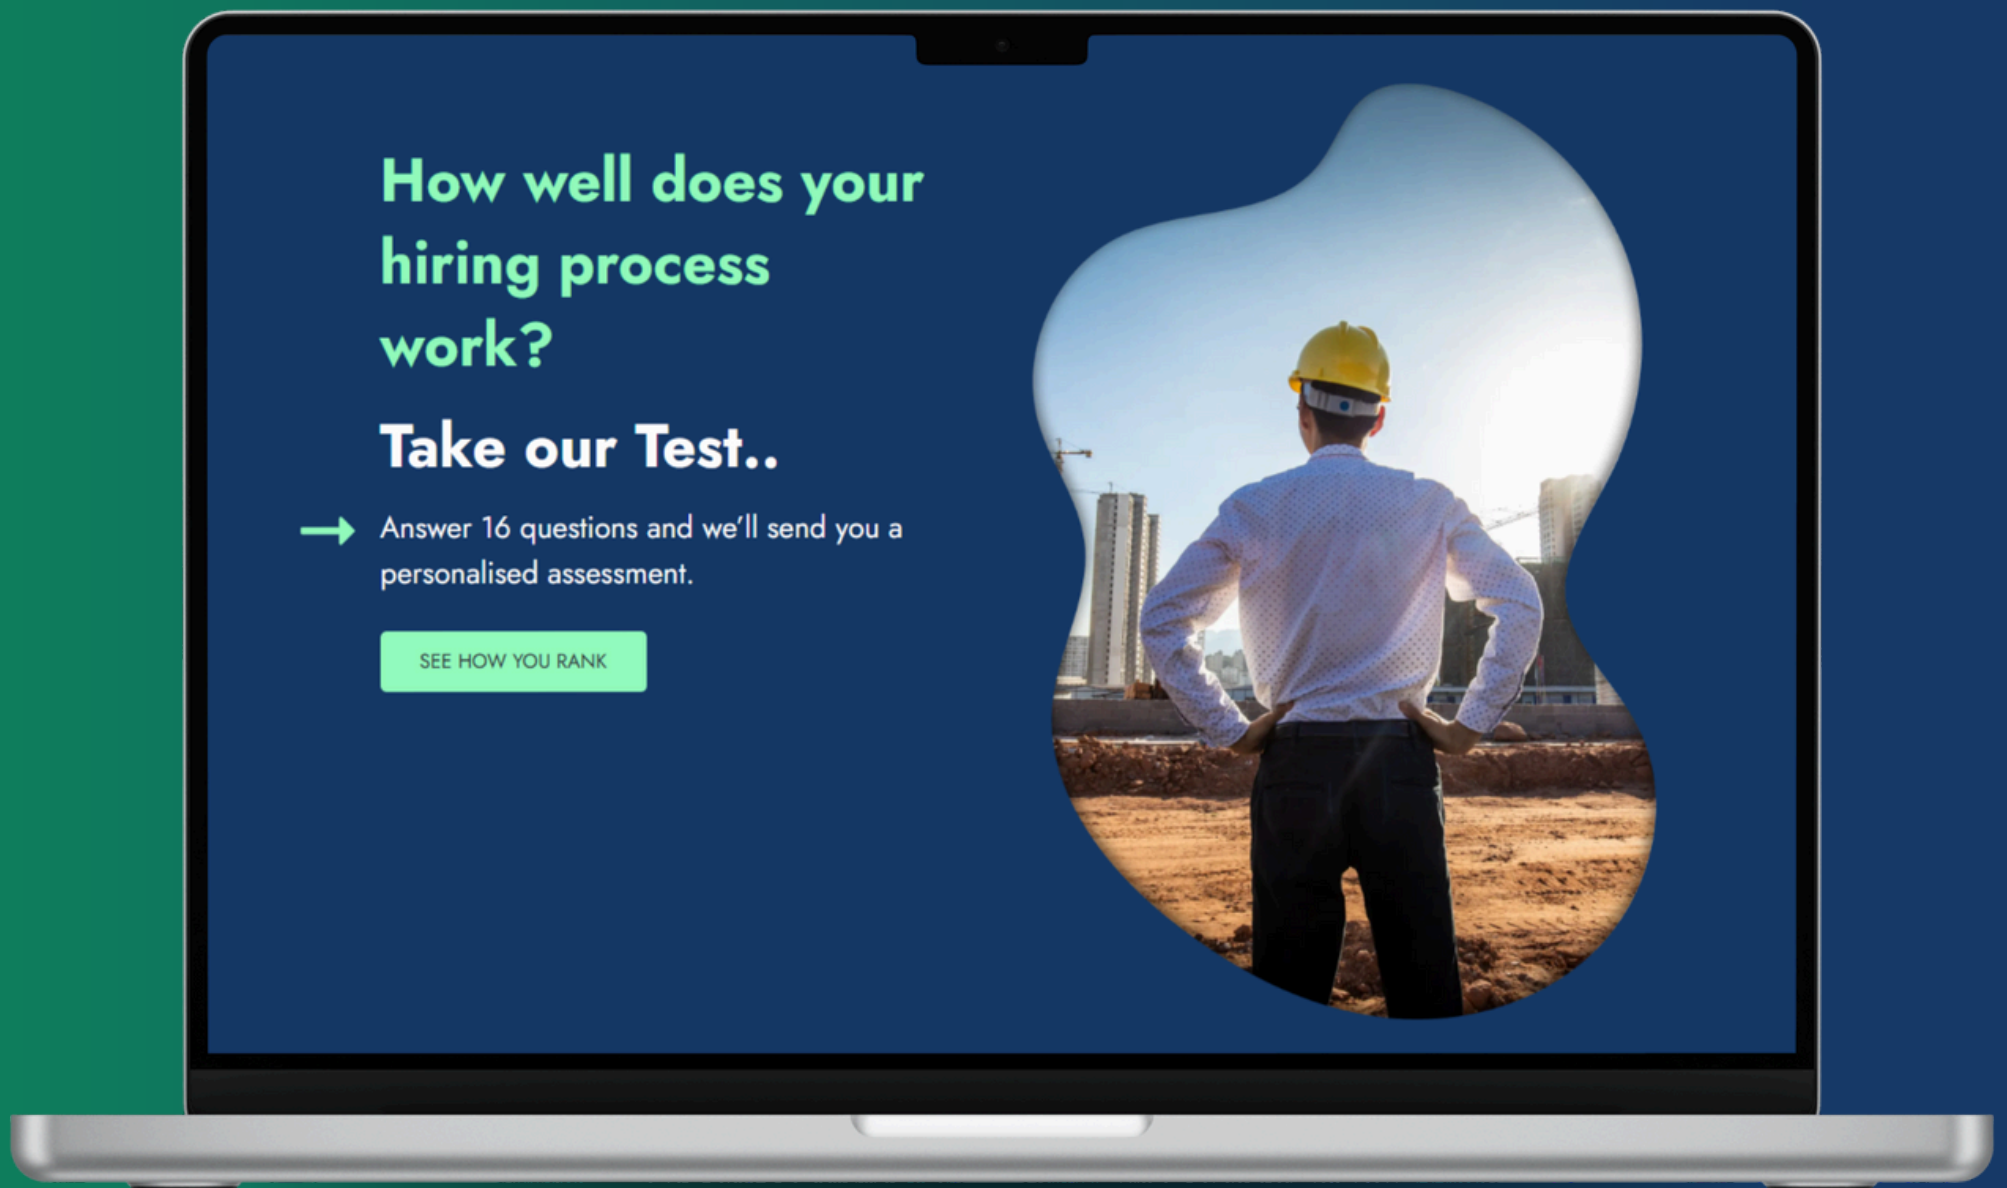 How well does your
hiring process
work?
Take our Test..
Answer 16 questions and we'll send you a
personalised assessment.
SEE HOW YOU RANK